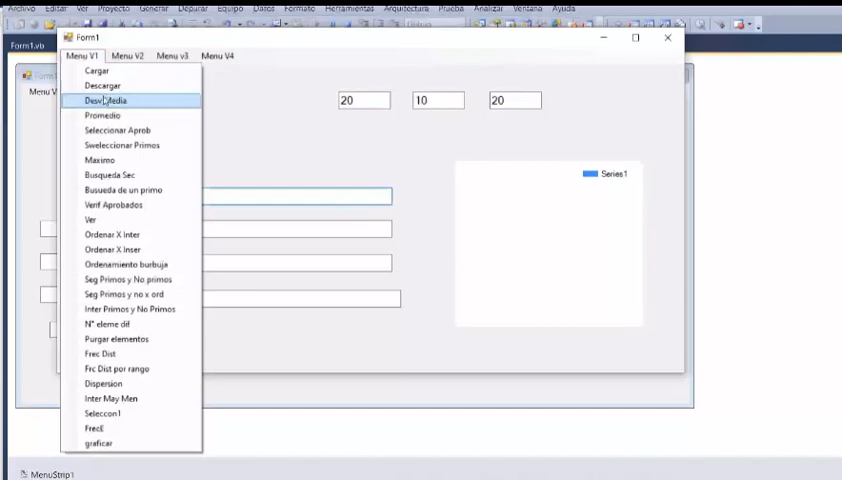 Archivo Editar Ver Proyecto Generar Depurar Equipo Datos Formato Herramientas Arquitectura Prueba Analizar Ventana Ayuda
Form1.vb
Form1
Menu V1 Menu V2 Menu v3 Menu V4
Menu V
Cargar
Descargar
Desv Media
Promedio
Seleccionar Aprob
Sweleccionar Primos
Maximo
Busqueda Sec
Busueda de un primo
Verif Aprobados
Ver
Ordenar X Inter
Ordenar X Inser
Ordenamiento burbuja
Seg Primos y No primos
Seg Primos y no x ord
Inter Primos y No Primos
N° eleme dif
Purgar elementos
Frec Dist
Frc Dist por rango
Dispersion
Inter May Men
Seleccon1
FrecE
graficar
20 10 20
Series1
MenuStrip1